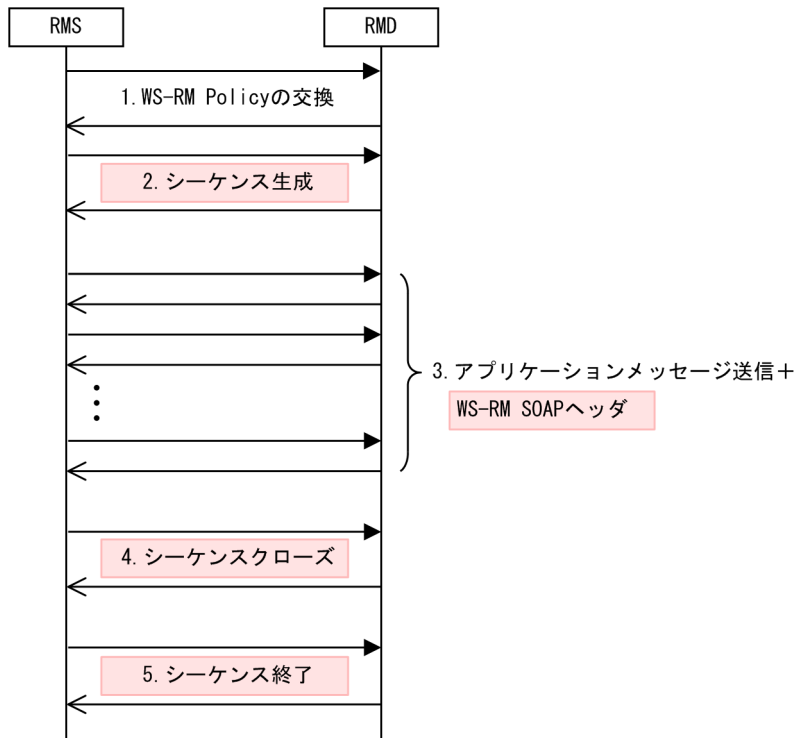 RMS
RMD
1.WS-RM Policyの交換
2.シーケンス生成
3.アプリケーションメッセージ送信＋
WS-RM SOAPヘッダ
4.シーケンスクローズ
5.シーケンス終了